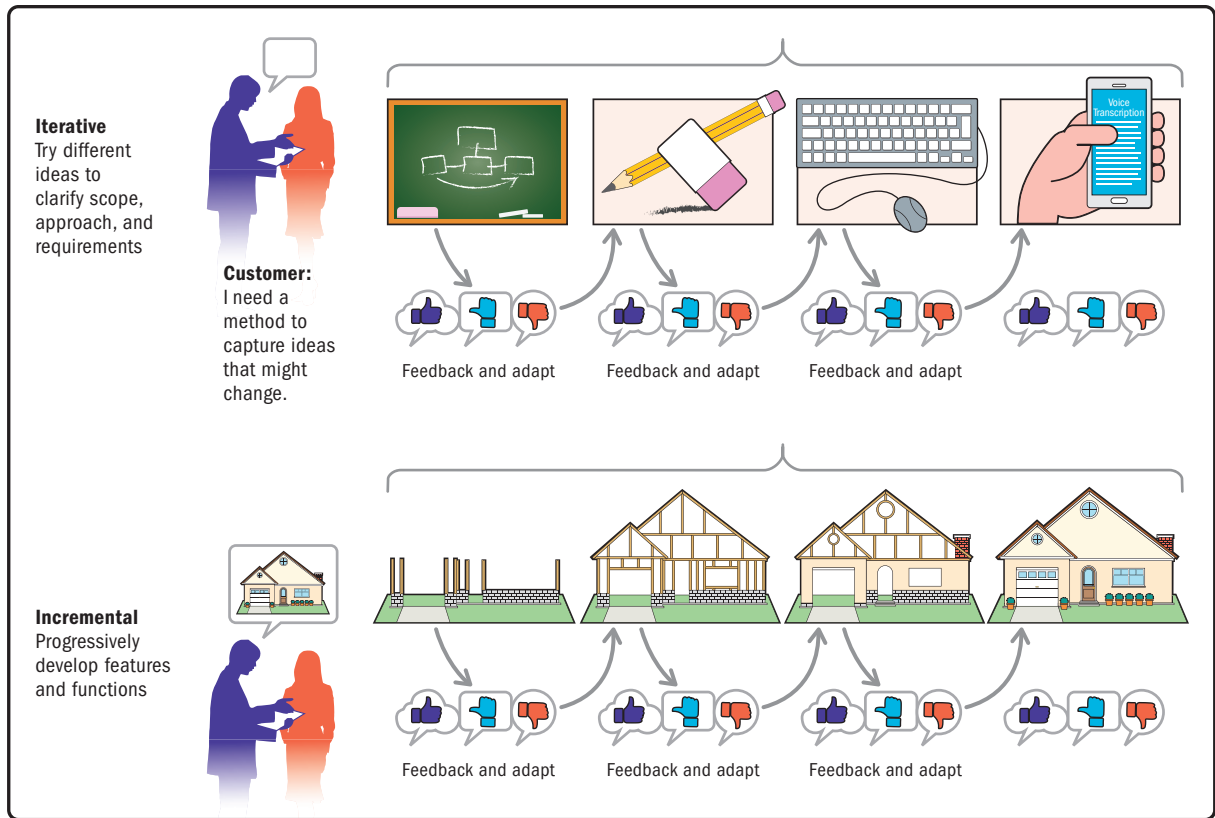 Iterative
Try different
ideas to
clarify scope,
approach, and
requirements
Customer:
I need a
method to
capture ideas
that might
change.
Voice
Transcription
Feedback and adapt
Feedback and adapt
Feedback and adapt
Incremental
Progressively
develop features
and functions
Feedback and adapt
Feedback and adapt
Feedback and adapt